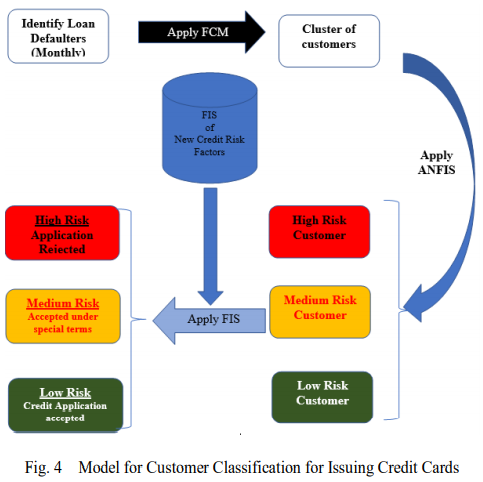 Identify Loan
Defaulters
(Monthly)
Apply FCM
Cluster of
customers
FIS
of
New Credit Risk
Factors
Apply
ANFIS
High Risk
Application
Rejected
High Risk
Customer
Medium Risk
Accepted under
special terms
Apply FIS
Medium Risk
Customer
Low Risk
Credit Application
accepted
Low Risk
Customer
Fig. 4 Model for Customer Classification for Issuing Credit Cards